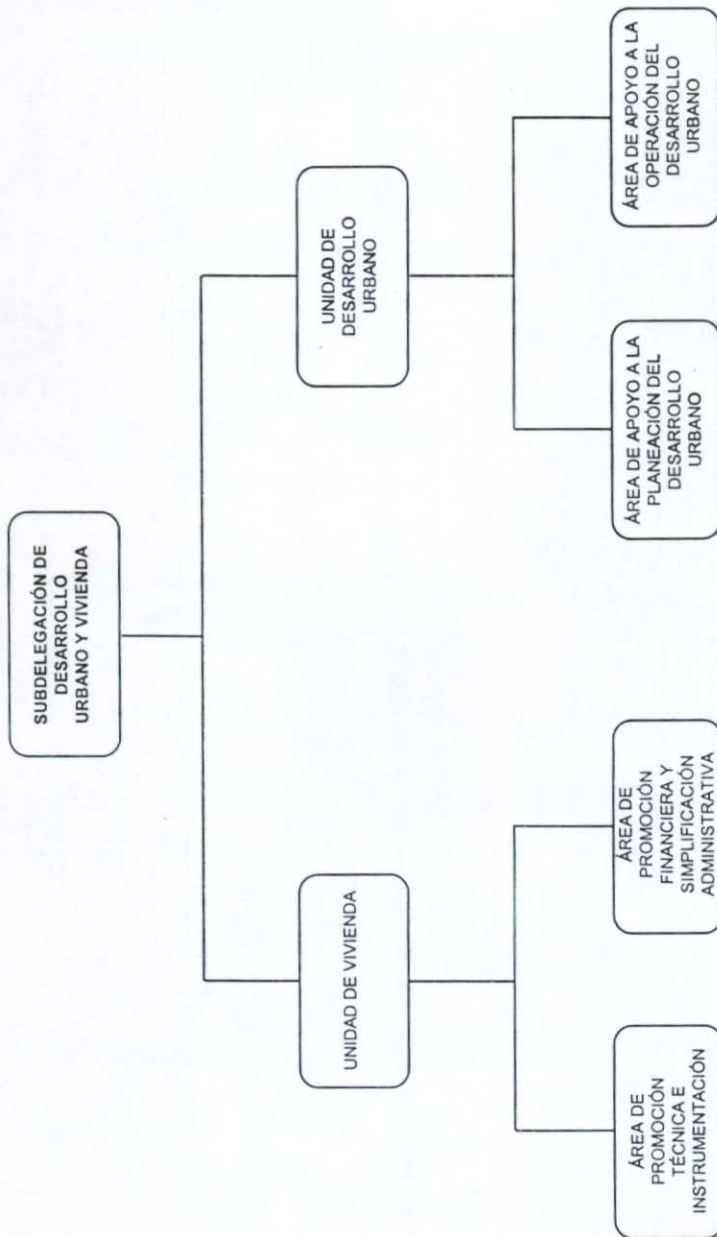 SUBDELEGACIÓN DE
DESARROLLO
URBANO Y VIVIENDA
UNIDAD DE VIVIENDA
UNIDAD DE
DESARROLLO
URBANO
ÁREA DE
PROMOCIÓN
TÉCNICA E
INSTRUMENTACIÓN
ÁREA DE
PROMOCIÓN
FINANCIERA Y
SIMPLIFICACIÓN
ADMINISTRATIVA
ÁREA DE APOYO A LA
PLANEACIÓN DEL
DESARROLLO
URBANO
ÁREA DE APOYO A LA
OPERACIÓN DEL
DESARROLLO
URBANO